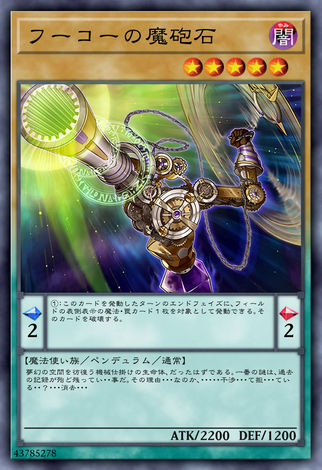 フーコーの魔砲石
やみ
闇
①:このカードを発動したターンのエンドフェイズに、フィール
ドの表側表示の魔法・罠カード1枚を対象として発動できる。そ
のカードを破壊する。
2
2
【魔法使い族/ペンデュラム/通常】
夢幻の空間を彷徨う機械仕掛けの生命体、だったはずである。一番の謎は、過去
の記録が殆ど残ってい‥事だ。その理由‥・なのか、‥‥‥干渉‥・て拒‥・てい
る‥?‥・消去‥・
ATK/2200 DEF/1200
43785278